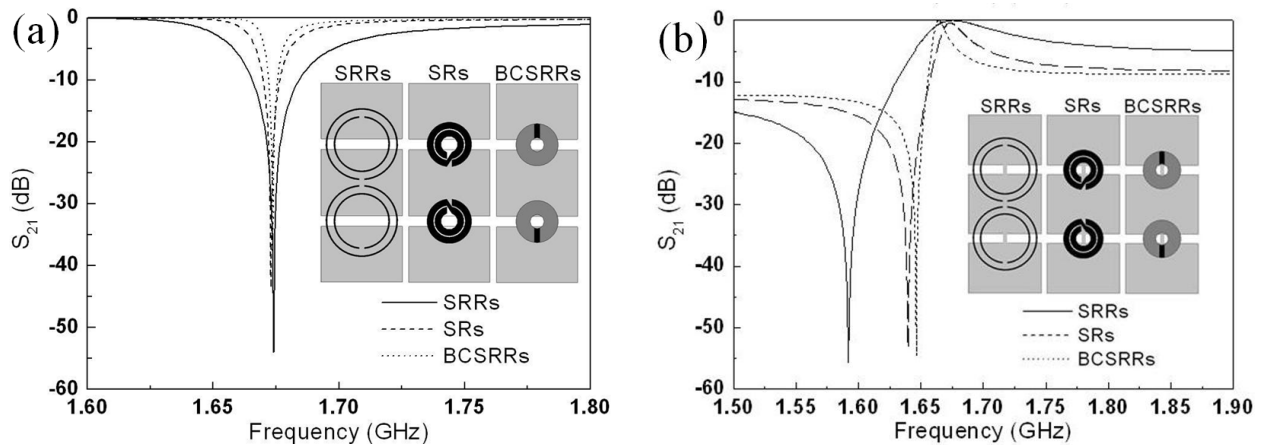 (a)
0
-10
-20
-30
-40
-50
-60
S21 (dB)
SRRs SRs BCSRRs
SRRs
SRs
BCSRRs
1.60 1.65 1.70 1.75 1.80
Frequency (GHz)
(b)
0
-10
-20
-30
-40
-50
-60
S21 (dB)
SRRs SRs BCSRRs
SRRs
SRs
BCSRRs
1.50 1.55 1.60 1.65 1.70 1.75 1.80 1.85 1.90
Frequency (GHz)